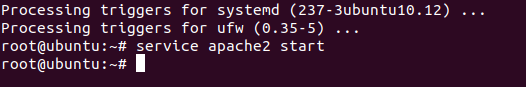 Processing triggers for systemd (237-3ubuntu10.12) ...
Processing triggers for ufw (0.35-5) ...
root@ubuntu:~# service apache2 start
root@ubuntu:~#